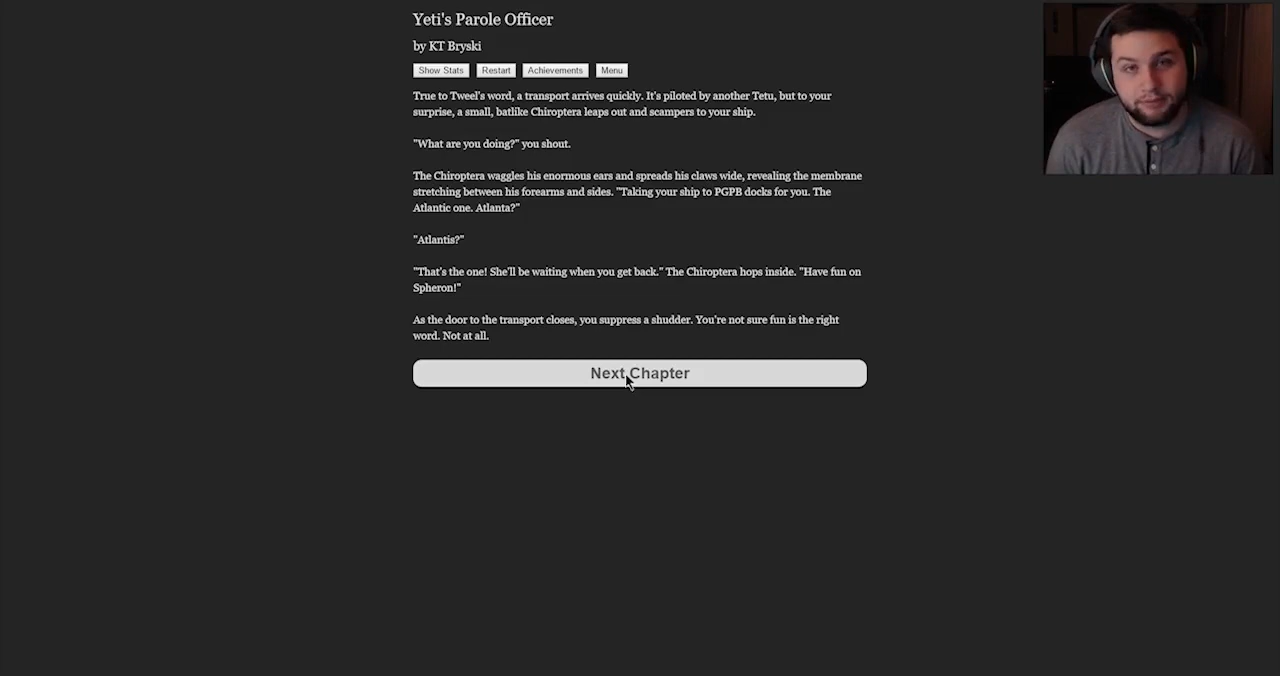 Yeti's Parole Officer
by KT Bryski
Show Stats Restart Achievements Menu
True to Tweel's word, a transport arrives quickly. It's piloted by another Tetu, but to your
surprise, a small, batlike Chiroptera leaps out and scampers to your ship.
"What are you doing?" you shout.
The Chiroptera waggles his enormous ears and spreads his claws wide, revealing the membrane
stretching between his forearms and sides. "Taking your ship to PGPB docks for you. The
Atlantic one. Atlanta?"
"Atlantis?"
"That's the one! She'll be waiting when you get back." The Chiroptera hops inside. "Have fun on
Spheron!"
As the door to the transport closes, you suppress a shudder. You're not sure fun is the right
word. Not at all.
Next Chapter